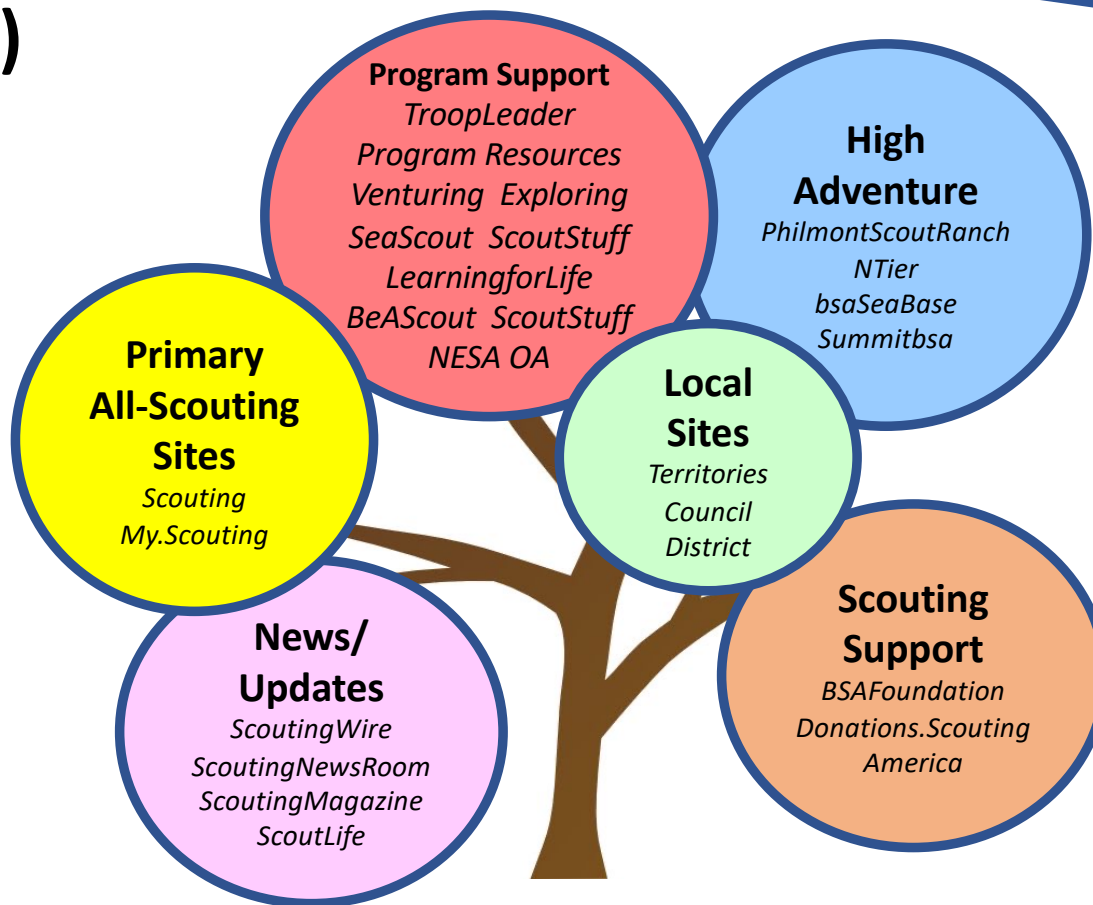 )
Program Support
TroopLeader
Program Resources
Venturing Exploring
SeaScout ScoutStuff
LearningforLife
BeAScout ScoutStuff
NESA OA
High
Adventure
PhilmontScoutRanch
NTier
bsaSeaBase
Summitbsa
Primary
All-Scouting
Sites
Scouting
My.Scouting
Local
Sites
Territories
Council
District
News/
Updates
ScoutingWire
ScoutingNewsRoom
ScoutingMagazine
ScoutLife
Scouting
Support
BSAFoundation
Donations.Scouting
America